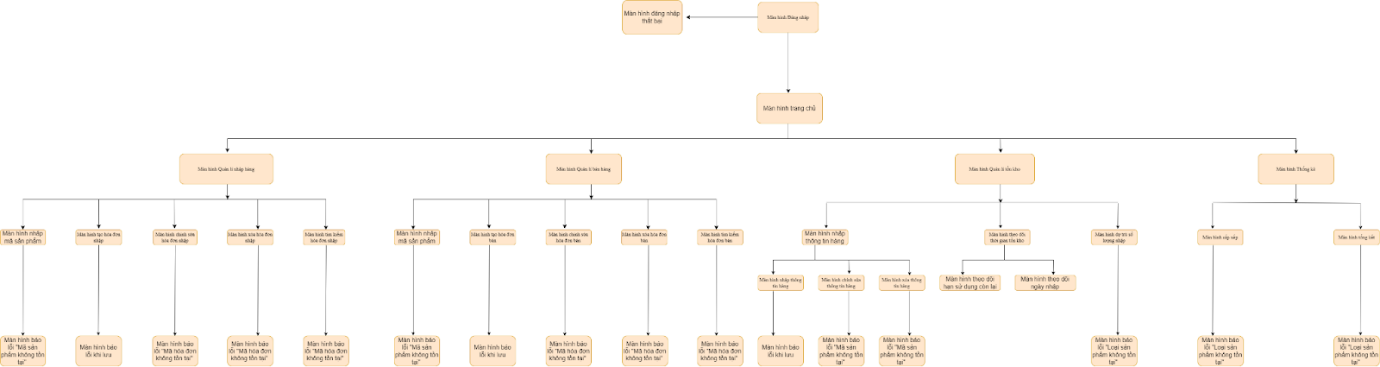 Màn hình đăng nhập
thất bại
Màn hình Đăng nhập
Màn hình trang chủ
Màn hình Quản lí nhập hàng
Màn hình Quản lí bán hàng
Màn hình Quản lí tồn kho
Màn hình Thống kê
Màn hình nhập
mã sản phẩm
Màn hình tạo hóa đơn
nhập
Màn hình chỉnh sửa hóa
đơn nhập
Màn hình xóa hóa đơn
nhập
Màn hình tìm kiếm
hóa đơn nhập
Màn hình nhập
mã sản phẩm
Màn hình tạo hóa đơn
bán
Màn hình chỉnh sửa hóa
đơn bán
Màn hình xóa hóa đơn
bán
Màn hình tìm kiếm
hóa đơn bán
Màn hình nhập
thông tin hàng
Màn hình theo dõi
thời gian tồn kho
Màn hình dự trù số
lượng nhập
Màn hình sắp xếp
Màn hình tổng kết
Màn hình nhập thông
tin hàng
Màn hình chỉnh sửa
thông tin hàng
Màn hình xóa thông
tin hàng
Màn hình theo dõi
hạn sử dụng còn lại
Màn hình theo dõi
ngày nhập
Màn hình báo
lỗi "Mã sản
phẩm không tồn
tại"
Màn hình báo
lỗi khi lưu
Màn hình báo
lỗi "Mã hóa đơn
không tồn tại"
Màn hình báo
lỗi "Mã hóa đơn
không tồn tại"
Màn hình báo
lỗi "Mã hóa đơn
không tồn tại"
Màn hình báo
lỗi "Mã sản
phẩm không tồn
tại"
Màn hình báo
lỗi khi lưu
Màn hình báo
lỗi "Mã hóa đơn
không tồn tại"
Màn hình báo
lỗi "Mã hóa đơn
không tồn tại"
Màn hình báo
lỗi "Mã hóa đơn
không tồn tại"
Màn hình báo
lỗi khi lưu
Màn hình báo
lỗi "Mã sản
phẩm không tồn
tại"
Màn hình báo
lỗi "Mã sản
phẩm không tồn
tại"
Màn hình báo
lỗi "Loại sản
phẩm không tồn
tại"
Màn hình báo
lỗi "Loại sản
phẩm không tồn
tại"
Màn hình báo
lỗi "Loại sản
phẩm không tồn
tại"